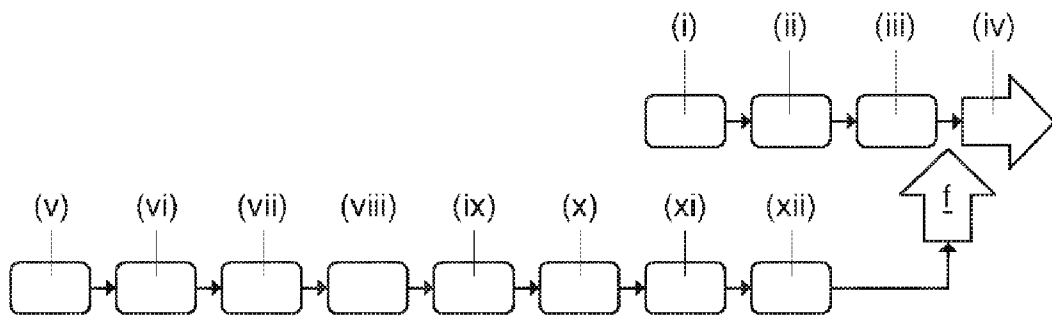 (i) (ii) (iii) (iv)
f
(v) (vi) (vii) (viii) (ix) (x) (xi) (xii)